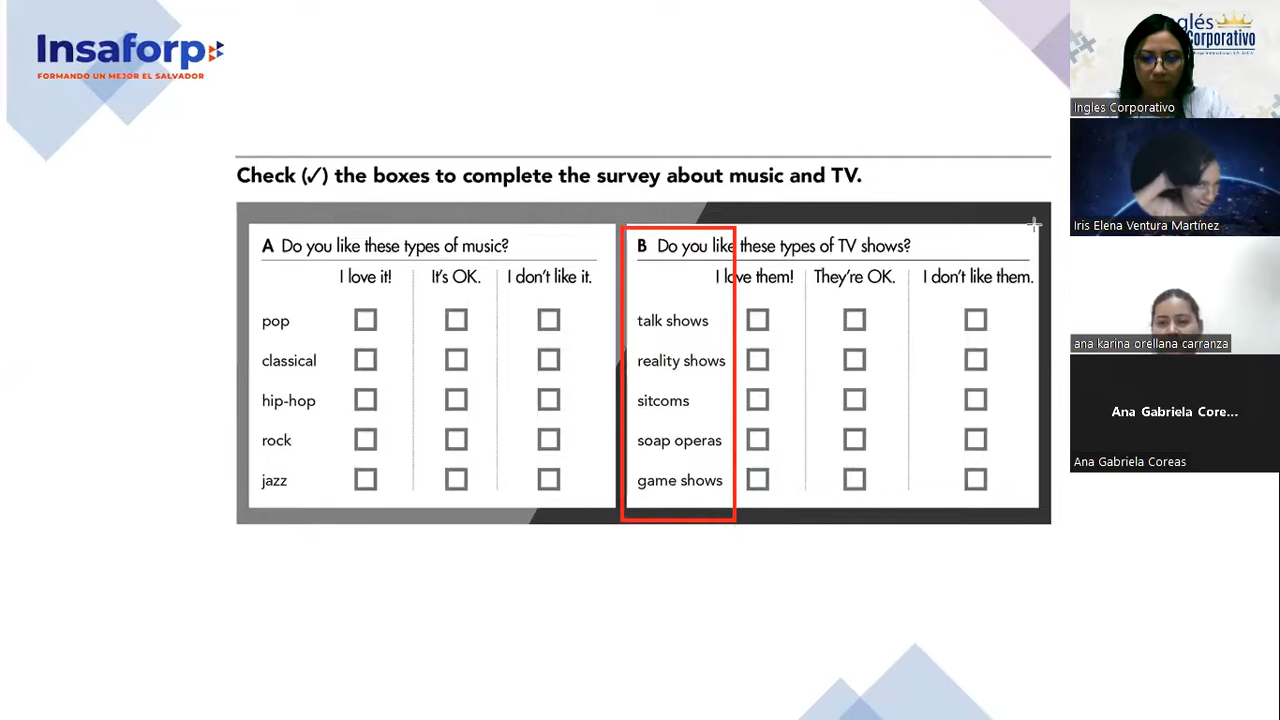 Insaforp
FORMANDO UN MEJOR EL SALVADOR
Check (✓) the boxes to complete the survey about music and TV.
A Do you like these types of music?
I love it! It's OK. I don't like it.
pop
classical
hip-hop
rock
jazz
B Do you like these types of TV shows?
I love them! They're OK. I don't like them.
talk shows
reality shows
sitcoms
soap operas
game shows
Inglés
Corporativo
Ingles Corporativo
Iris Elena Ventura Martínez
ana karina orellana carranza
Ana Gabriela Core...
Ana Gabriela Coreas